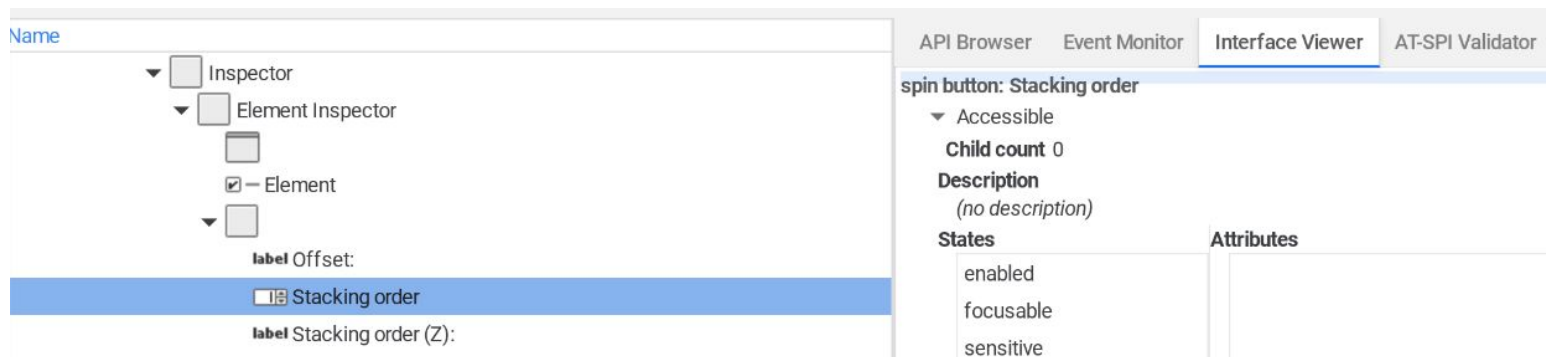 Name
Inspector
Element Inspector
Element
label Offset:
Stacking order
label Stacking order (Z):
API Browser Event Monitor Interface Viewer AT-SPI Validator
spin button: Stacking order
Accessible
Child count 0
Description
(no description)
States Attributes
enabled
focusable
sensitive